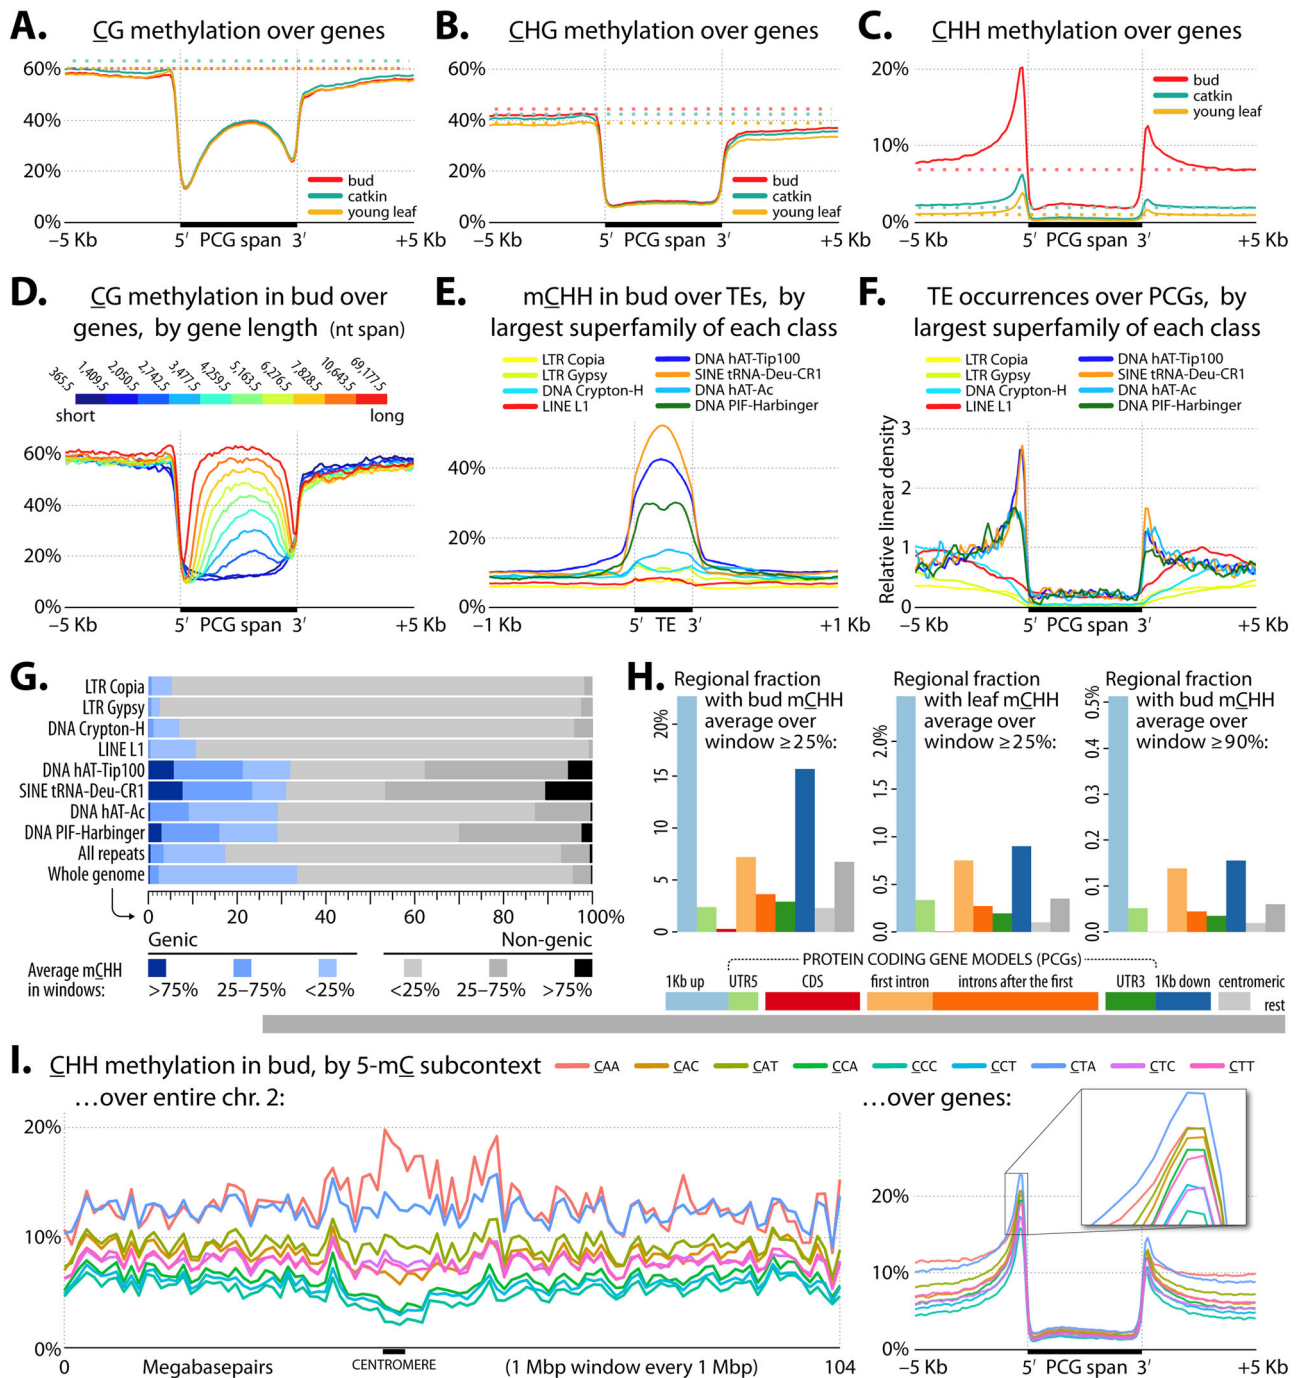 A. CG methylation over genes
60%
40%
20%
0%
−5 Kb 5′ PCG span 3′ +5 Kb
bud
catkin
young leaf
B. CHG methylation over genes
60%
40%
20%
0%
−5 Kb 5′ PCG span 3′ +5 Kb
bud
catkin
young leaf
C. CHH methylation over genes
20%
10%
0%
−5 Kb 5′ PCG span 3′ +5 Kb
bud
catkin
young leaf
D. CG methylation in bud over
genes, by gene length (nt span)
365.5 1,409.5 2,050.5 2,742.5 3,477.5 4,259.5 5,163.5 6,276.5 7,828.5 10,643.5 69,177.5
short long
60%
40%
20%
0%
−5 Kb 5′ PCG span 3′ +5 Kb
E. mCHH in bud over TEs, by
largest superfamily of each class
LTR Copia DNA hAT-Tip100
LTR Gypsy SINE tRNA-Deu-CR1
DNA Crypton-H DNA hAT-Ac
LINE L1 DNA PIF-Harbinger
40%
20%
0%
−1 Kb 5′ TE 3′ +1 Kb
F. TE occurrences over PCGs, by
largest superfamily of each class
LTR Copia DNA hAT-Tip100
LTR Gypsy SINE tRNA-Deu-CR1
DNA Crypton-H DNA hAT-Ac
LINE L1 DNA PIF-Harbinger
Relative linear density
3
2
1
0
−5 Kb 5′ PCG span 3′ +5 Kb
G.
LTR Copia
LTR Gypsy
DNA Crypton-H
LINE L1
DNA hAT-Tip100
SINE tRNA-Deu-CR1
DNA hAT-Ac
DNA PIF-Harbinger
All repeats
Whole genome
0 20 40 60 80 100%
Genic Non-genic
Average mCHH
in windows:
>75% 25–75% <25% <25% 25–75% >75%
H. Regional fraction
with bud mCHH
average over
window ≥25%:
20%
15
10
5
0
Regional fraction
with leaf mCHH
average over
window ≥25%:
2.0%
1.5
1.0
0.5
0.0
Regional fraction
with bud mCHH
average over
window ≥90%:
0.5%
0.4
0.3
0.2
0.1
0.0
PROTEIN CODING GENE MODELS (PCGs)
1Kb up UTR5 CDS first intron introns after the first UTR3 1Kb down centromeric
rest
I. CHH methylation in bud, by 5-mC subcontext
CAA CAC CAT CCA CCC CCT CTA CTC CTT
…over entire chr. 2:
20%
10%
0%
0 Megabasepairs CENTROMERE (1 Mbp window every 1 Mbp) 104
…over genes:
20%
10%
0%
−5 Kb 5′ PCG span 3′ +5 Kb